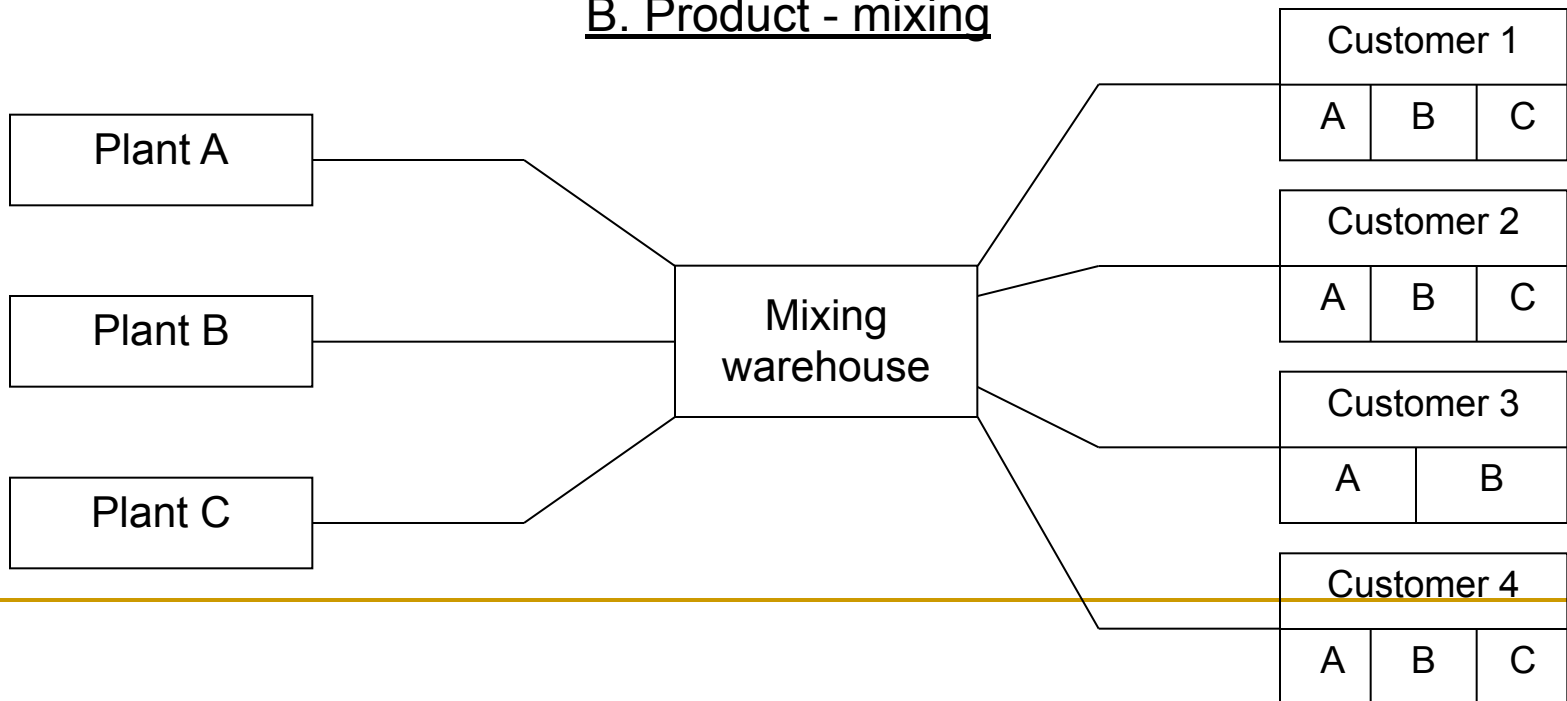 B. Product - mixing
Plant A
Plant B
Plant C
Mixing
warehouse
Customer 1
A B C
Customer 2
A B C
Customer 3
A B
Customer 4
A B C